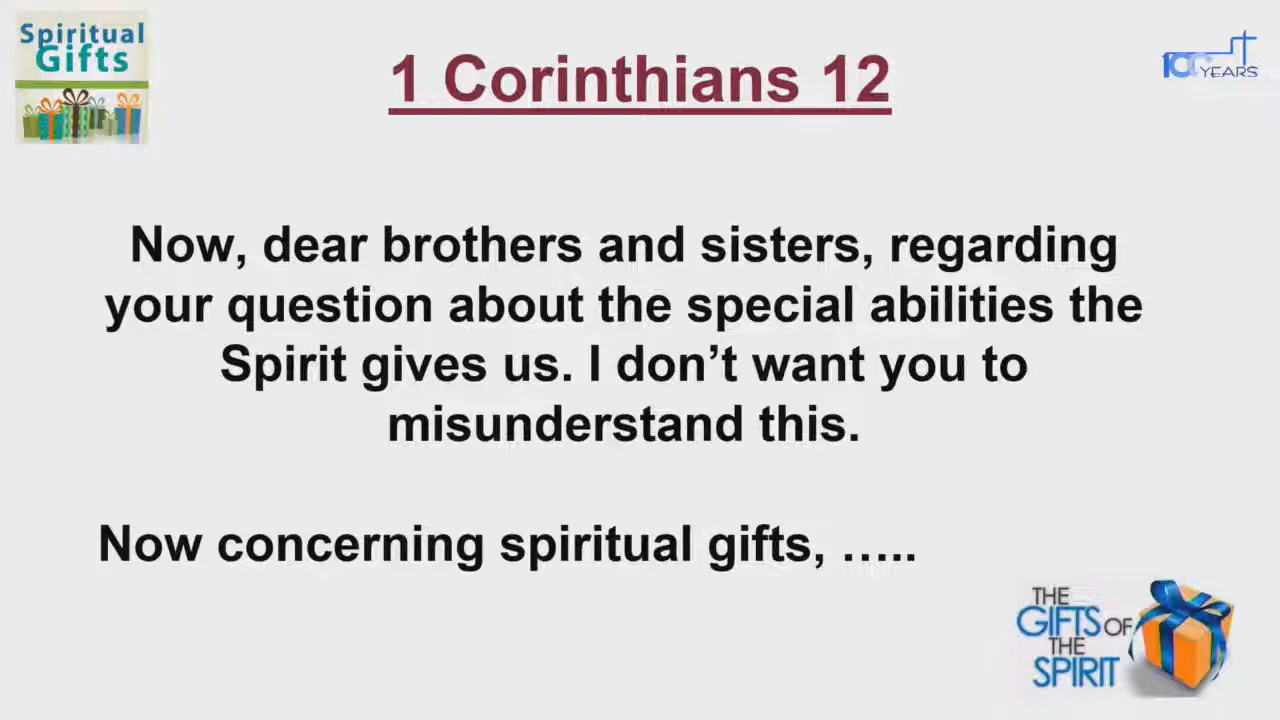 Spiritual
Gifts
1 Corinthians 12
100 YEARS
Now, dear brothers and sisters, regarding
your question about the special abilities the
Spirit gives us. I don’t want you to
misunderstand this.
Now concerning spiritual gifts, …..
THE
GIFTS OF
THE
SPIRIT